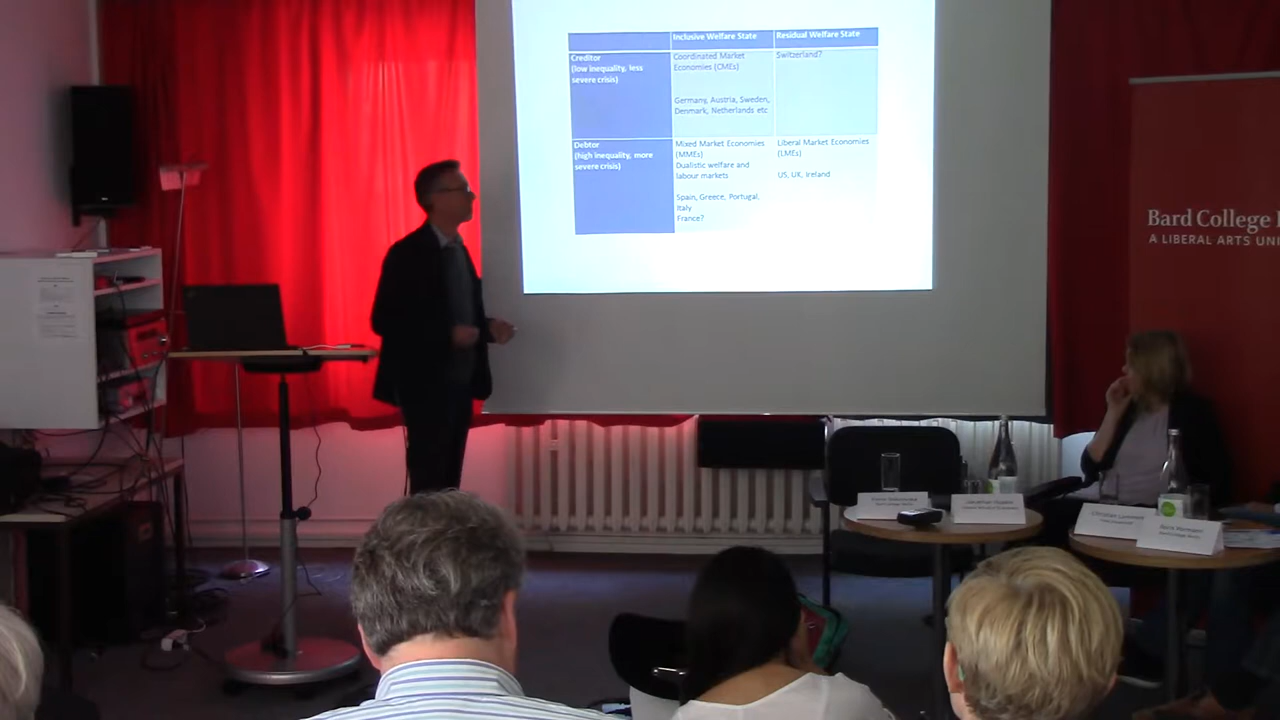 Inclusive Welfare State
Residual Welfare State
Creditor
(low inequality, less
severe crisis)
Coordinated Market
Economies (CMEs)
Germany, Austria, Sweden,
Denmark, Netherlands etc
Switzerland?
Debtor
(high inequality, more
severe crisis)
Mixed Market Economies
(MMEs)
Dualistic welfare and
labour markets
Spain, Greece, Portugal,
Italy
France?
Liberal Market Economies
(LMEs)
US, UK, Ireland
Bard College
A LIBERAL ARTS UNI